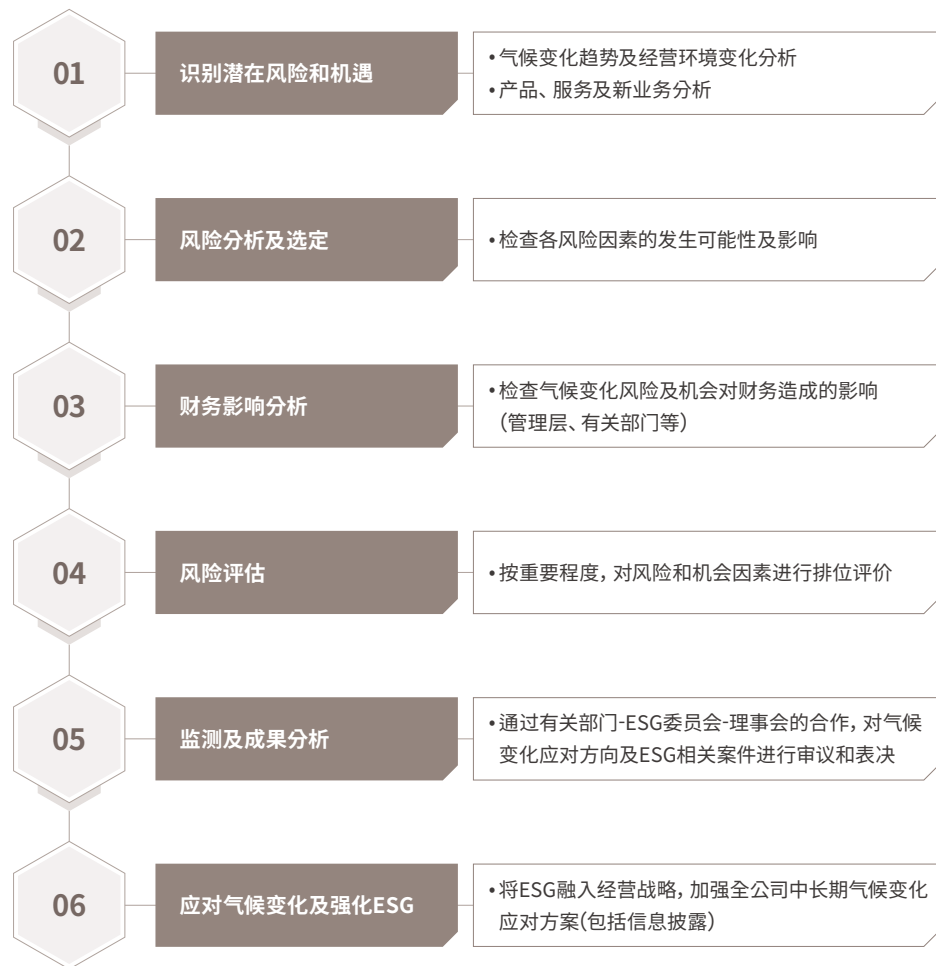 01
识别潜在风险和机遇
• 气候变化趋势及经营环境变化分析
• 产品、服务及新业务分析
02
风险分析及选定
• 检查各风险因素的发生可能性及影响
03
财务影响分析
• 检查气候变化风险及机会对财务造成的影响
（管理层、有关部门等）
04
风险评估
• 按重要程度，对风险和机会因素进行排位评价
05
监测及成果分析
• 通过有关部门-ESG委员会-理事会的合作，对气候
变化应对方向及ESG相关案件进行审议和表决
06
应对气候变化及强化ESG
• 将ESG融入经营战略，加强全公司中长期气候变化
应对方案(包括信息披露）